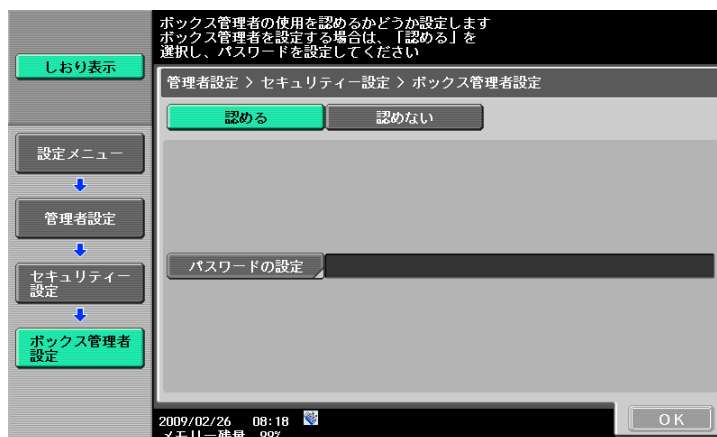 ボックス管理者の使用を認めるかどうか設定します
ボックス管理者を設定する場合は、「認める」を
選択し、パスワードを設定してください
しおり表示
管理者設定 > セキュリティー設定 > ボックス管理者設定
認める
認めない
設定メニュー
管理者設定
セキュリティー
設定
ボックス管理者
設定
パスワードの設定
2009/02/26 08:18
メモリー残量 99%
OK